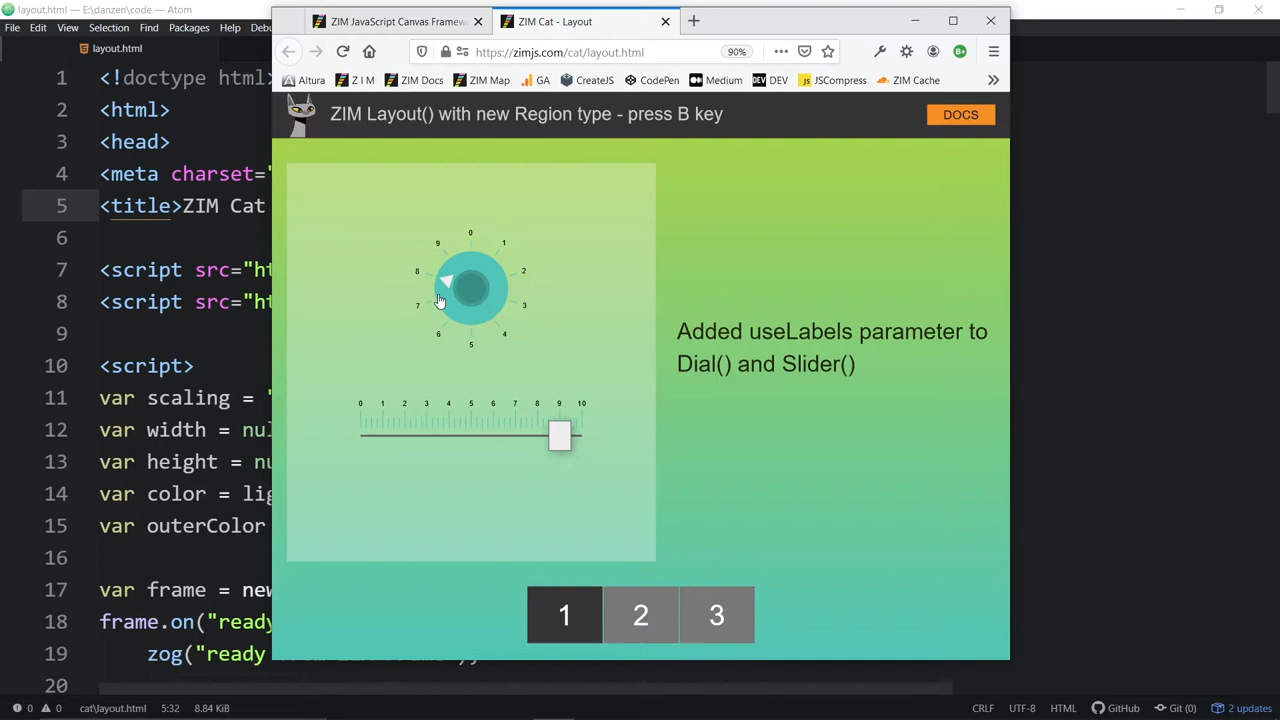 layout.html — E:\danzen\code — Atom
File Edit View Selection Find Packages Help Debu
layout.html
1 <!doctype html>
2 <html>
3 <head>
4 <meta charset="
5 <title>ZIM Cat
6
7 <script src="ht
8 <script src="ht
9
10 <script>
11 var scaling = "
12 var width = nul
13 var height = nu
14 var color = lig
15 var outerColor
16
17 var frame = new
18 frame.on("ready
19 zog("ready
20
ZIM JavaScript Canvas Framew
ZIM Cat - Layout
https://zimjs.com/cat/layout.html
90%
Altura Z I M ZIM Docs ZIM Map GA CreateJS CodePen Medium DEV JSCompress ZIM Cache
ZIM Layout() with new Region type - press B key
DOCS
0
9 1
8 2
7 3
6 4
5
0 1 2 3 4 5 6 7 8 9 10
Added useLabels parameter to
Dial() and Slider()
1 2 3
0 0 cat\layout.html 5:32 8.84 KiB CRLF UTF-8 HTML GitHub Git (0) 2 updates